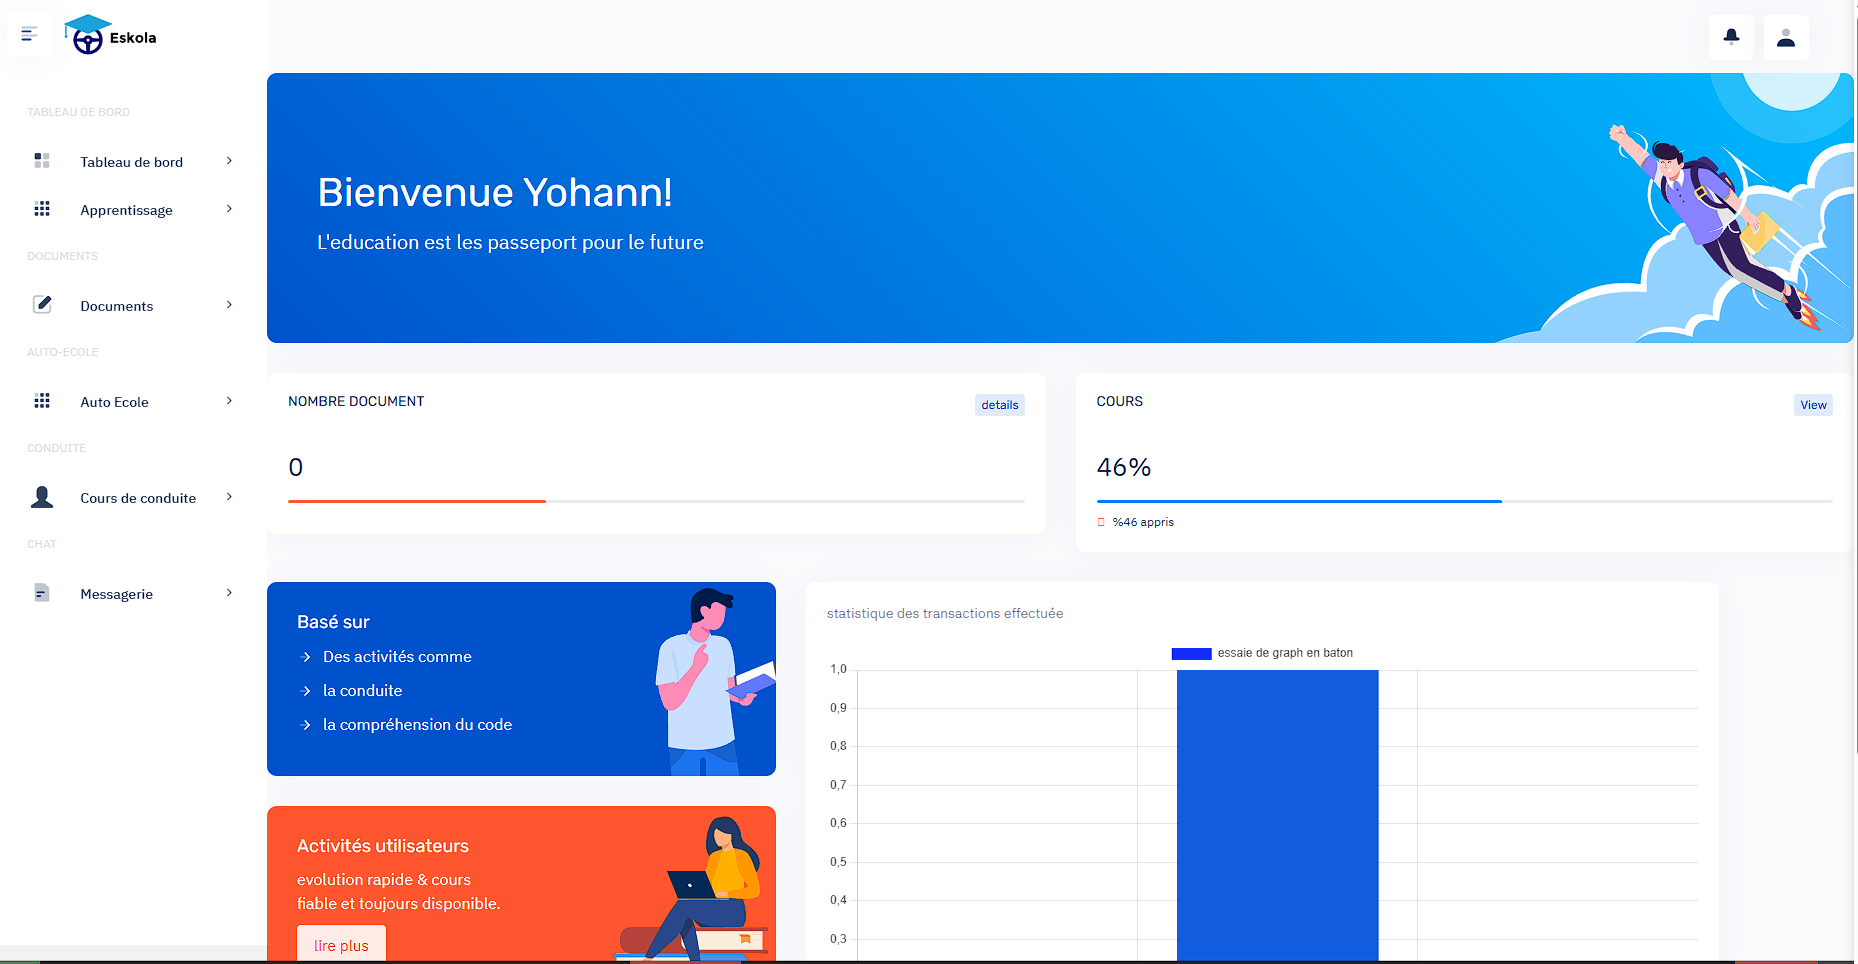 Eskola
TABLEAU DE BORD
Tableau de bord
Apprentissage
DOCUMENTS
Documents
AUTO-ECOLE
Auto Ecole
CONDUITE
Cours de conduite
CHAT
Messagerie
Bienvenue Yohann!
L'education est les passeport pour le future
NOMBRE DOCUMENT
details
0
COURS
View
46%
%46 appris
Basé sur
Des activités comme
la conduite
la compréhension du code
Activités utilisateurs
evolution rapide & cours
fiable et toujours disponible.
lire plus
statistique des transactions effectuée
essaie de graph en baton
1,0
0,9
0,8
0,7
0,6
0,5
0,4
0,3